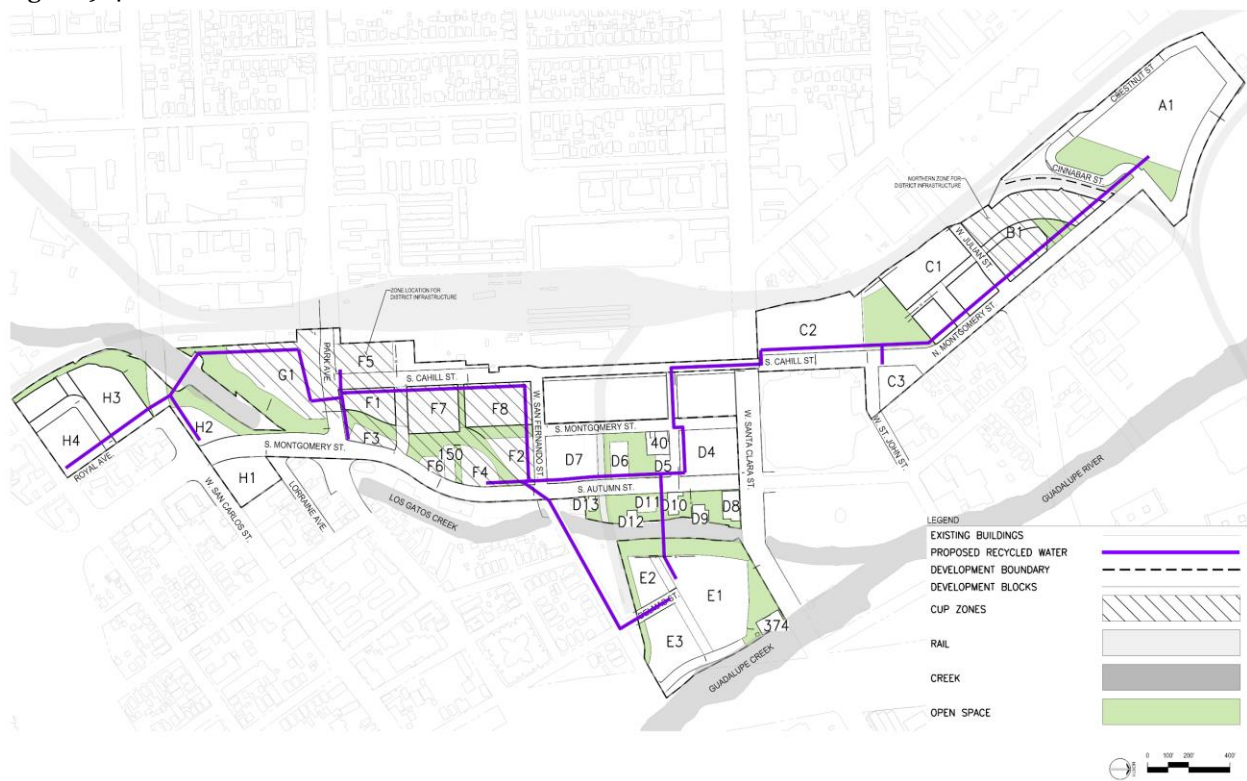 CHESTNUT ST.
A1
CINNABAR ST.
NORTHERN ZONE FOR
DISTRICT INFRASTRUCTURE
B1
W. JULIAN ST.
C1
N. MONTGOMERY ST.
ZONE LOCATION FOR
DISTRICT INFRASTRUCTURE
C2
PARK AVE.
F5
S. CAHILL ST.
S. CAHILL ST.
C3
G1
H3
F1
F7
F8
W. SAN FERNANDO ST.
W. ST. JOHN ST.
H2
S. MONTGOMERY ST.
F3
S. MONTGOMERY ST.
40
D4
W. SANTA CLARA ST.
H4
150
F2
D7
D6
D5
F6
F4
ROYAL AVE.
H1
S. AUTUMN ST.
W. SAN CARLOS ST.
LORRAINE AVE.
LOS GATOS CREEK
D13
D11
D10
D8
D12
D9
GUADALUPE RIVER
E2
E1
DELMAS ST.
E3
374
GUADALUPE CREEK
LEGEND
EXISTING BUILDINGS
PROPOSED RECYCLED WATER
DEVELOPMENT BOUNDARY
DEVELOPMENT BLOCKS
CUP ZONES
RAIL
CREEK
OPEN SPACE
0 100' 200' 400'